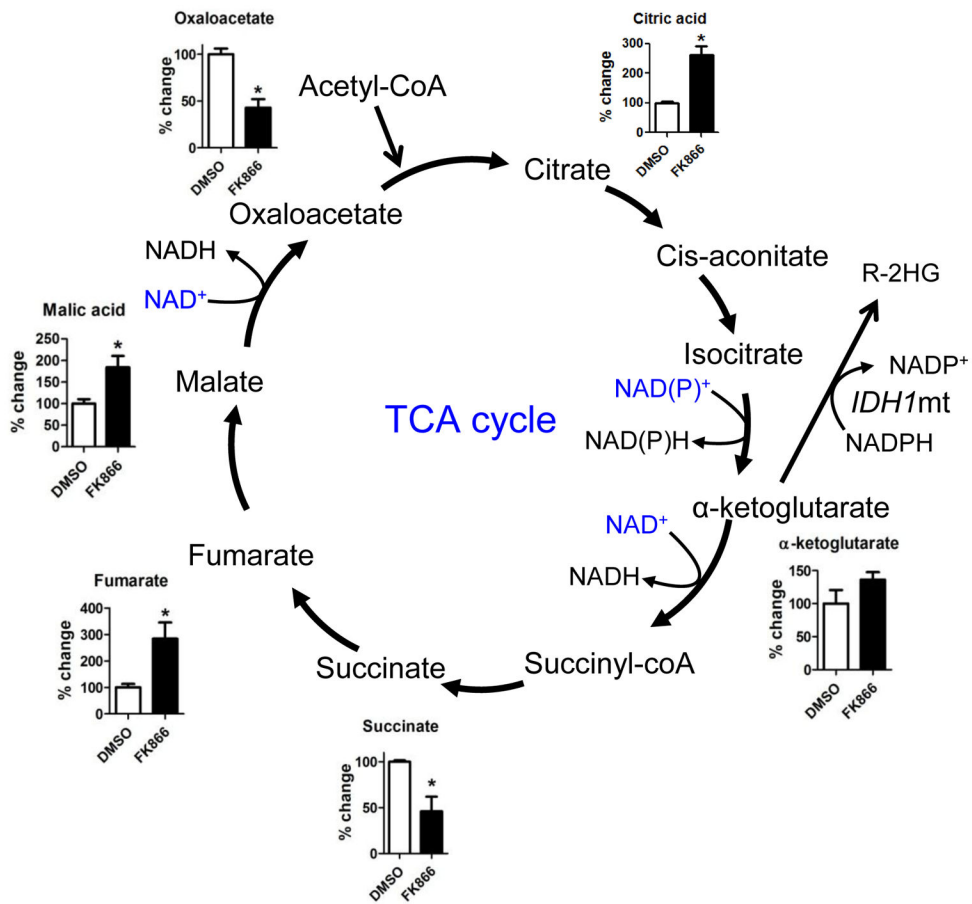 Oxaloacetate
% change
100
50
0
*
DMSO
FK866
Acetyl-CoA
Citric acid
% change
300
200
100
0
*
DMSO
FK866
Citrate
Oxaloacetate
Cis-aconitate
NADH
NAD⁺
R-2HG
Malic acid
% change
250
200
150
100
50
0
*
DMSO
FK866
Malate
TCA cycle
Isocitrate
NAD(P)⁺
NAD(P)H
NADP⁺
IDH1mt
NADPH
α-ketoglutarate
NAD⁺
NADH
α-ketoglutarate
% change
150
100
50
0
DMSO
FK866
Fumarate
Fumarate
% change
400
300
200
100
0
*
DMSO
FK866
Succinate
Succinyl-coA
Succinate
% change
100
50
0
*
DMSO
FK866